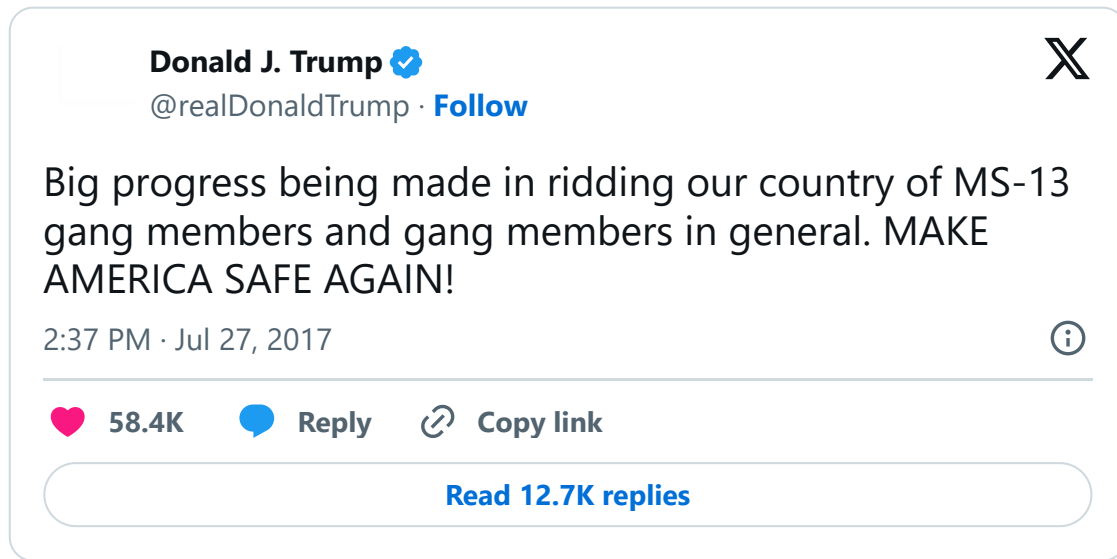 Donald J. Trump
@realDonaldTrump · Follow
Big progress being made in ridding our country of MS-13
gang members and gang members in general. MAKE
AMERICA SAFE AGAIN!
2:37 PM · Jul 27, 2017
58.4K Reply Copy link
Read 12.7K replies